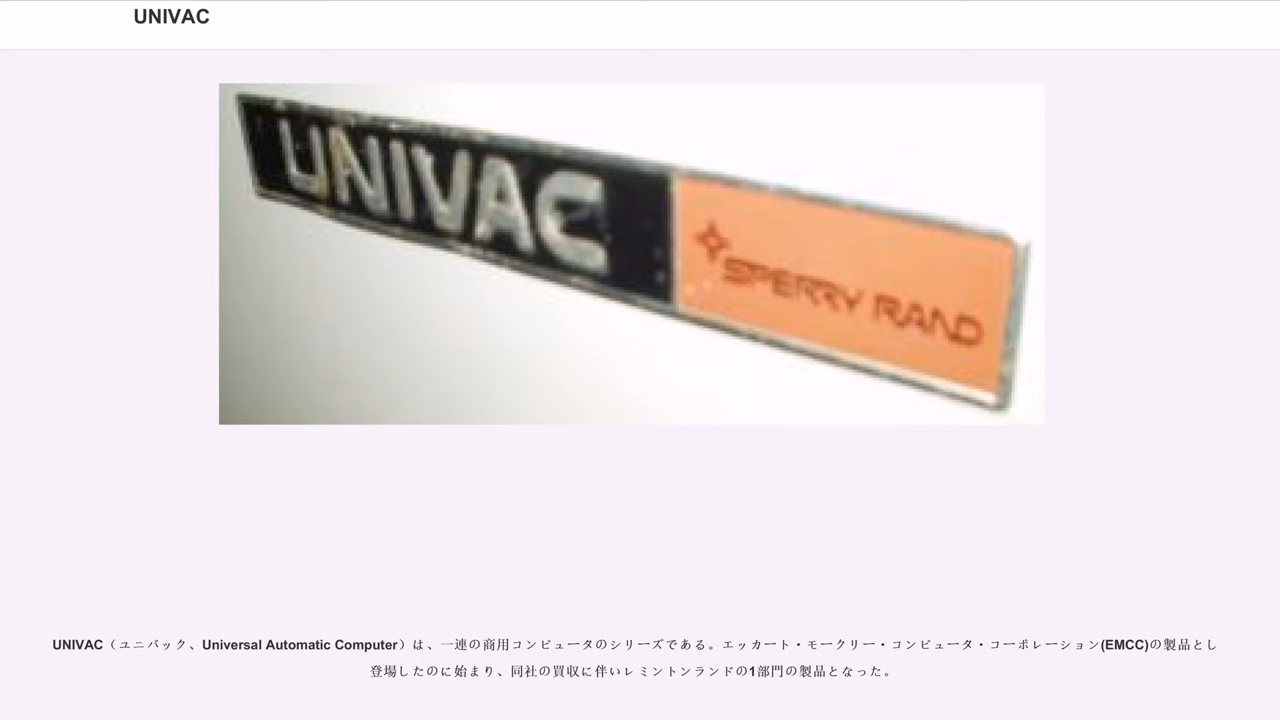 UNIVAC
UNIVAC
SPERRY RAND
UNIVAC（ユニバック、Universal Automatic Computer）は、一連の商用コンピュータのシリーズである。エッカート・モークリー・コンピュータ・コーポレーション(EMCC)の製品とし
登場したのに始まり、同社の買収に伴いレミントンランドの1部門の製品となった。